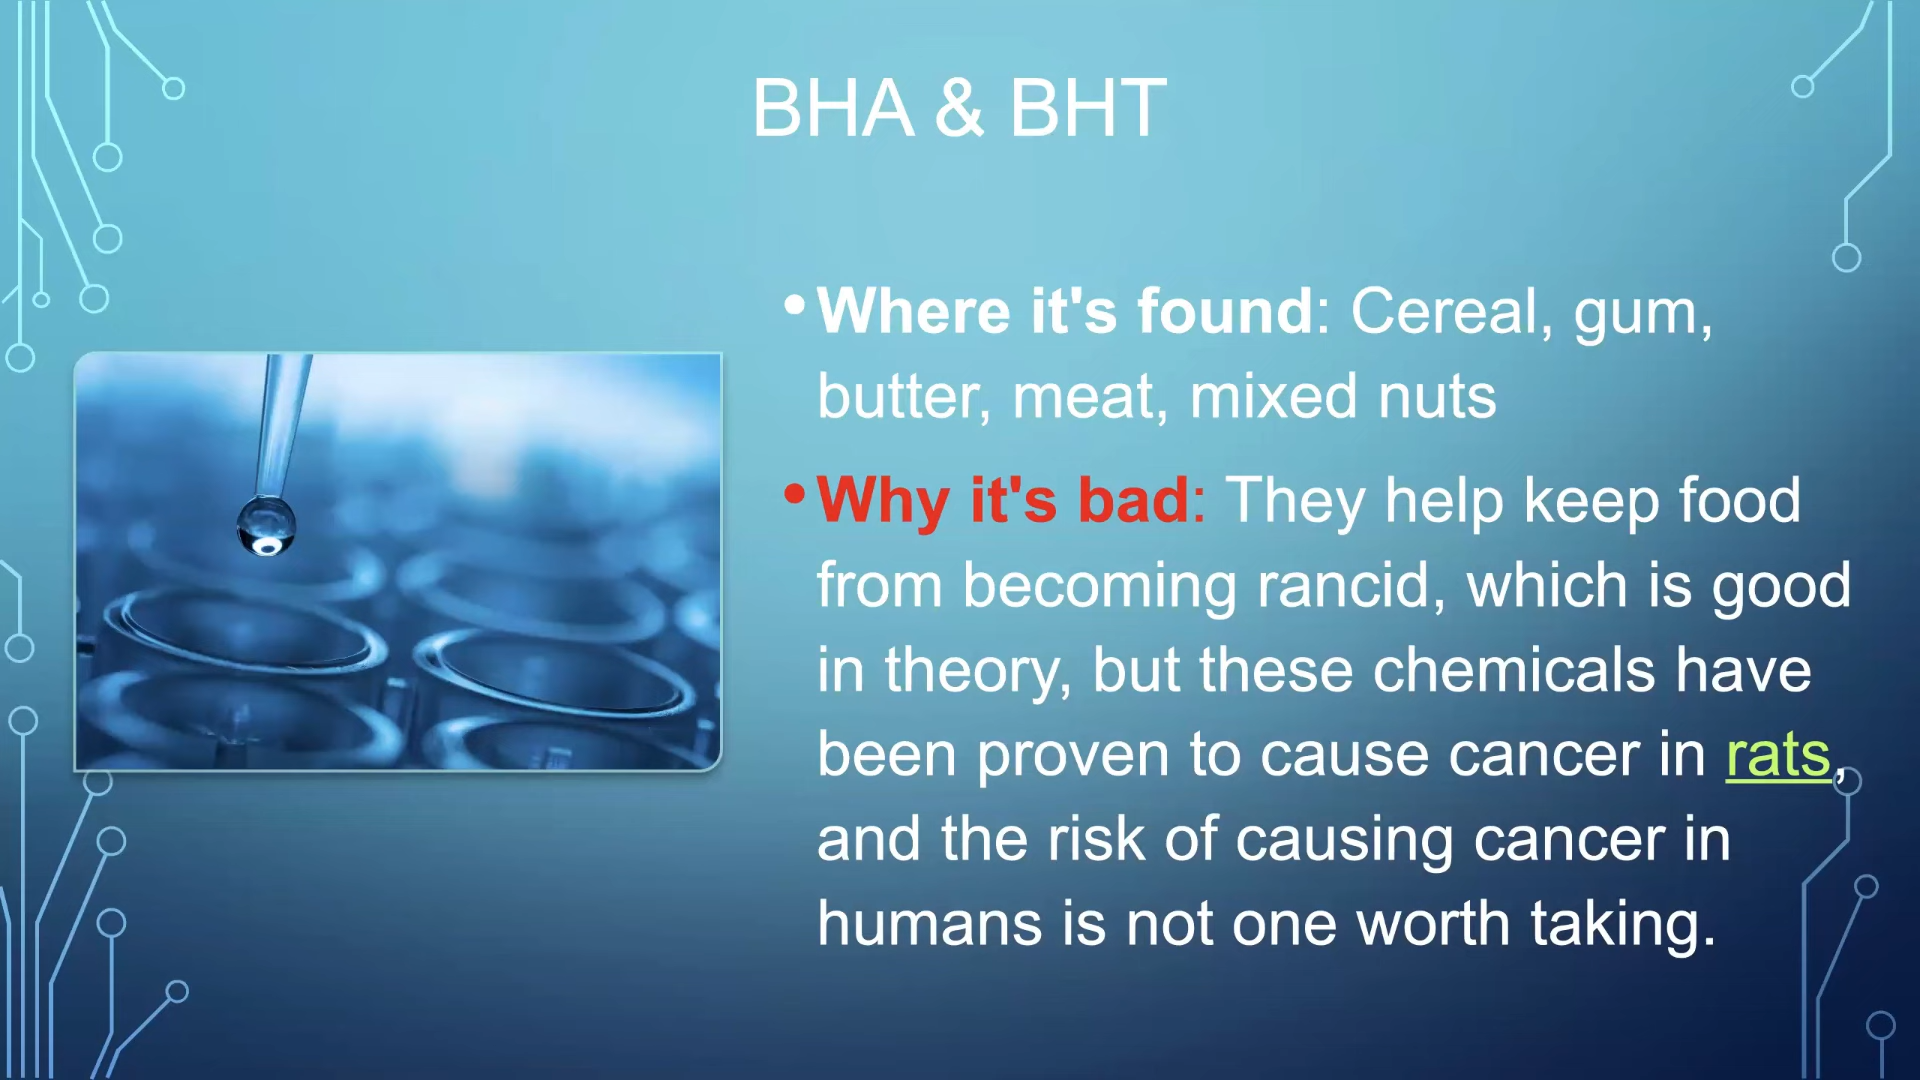 BHA & BHT
• Where it's found: Cereal, gum,
butter, meat, mixed nuts
• Why it's bad: They help keep food
from becoming rancid, which is good
in theory, but these chemicals have
been proven to cause cancer in rats,
and the risk of causing cancer in
humans is not one worth taking.